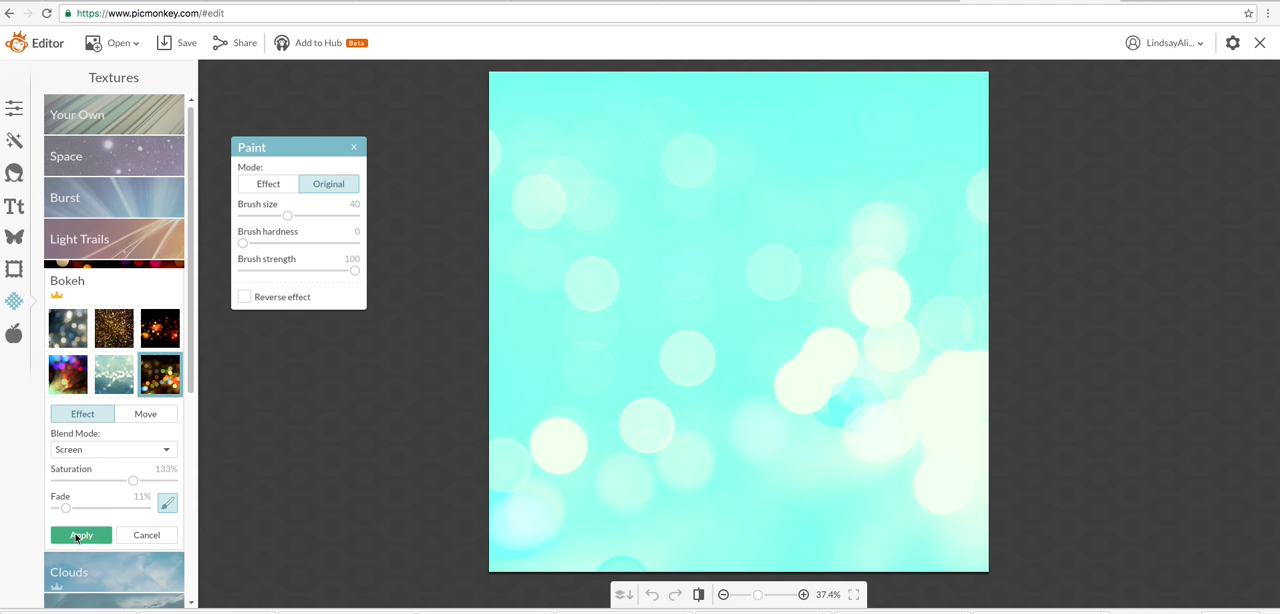 https://www.picmonkey.com/#edit
Editor
Open
Save
Share
Add to Hub Beta
LindsayAli...
Textures
Your Own
Space
Burst
Light Trails
Bokeh
Effect Move
Blend Mode:
Screen
Saturation 133%
Fade 11%
Apply Cancel
Clouds
Paint
Mode:
Effect Original
Brush size 40
Brush hardness 0
Brush strength 100
Reverse effect
37.4%